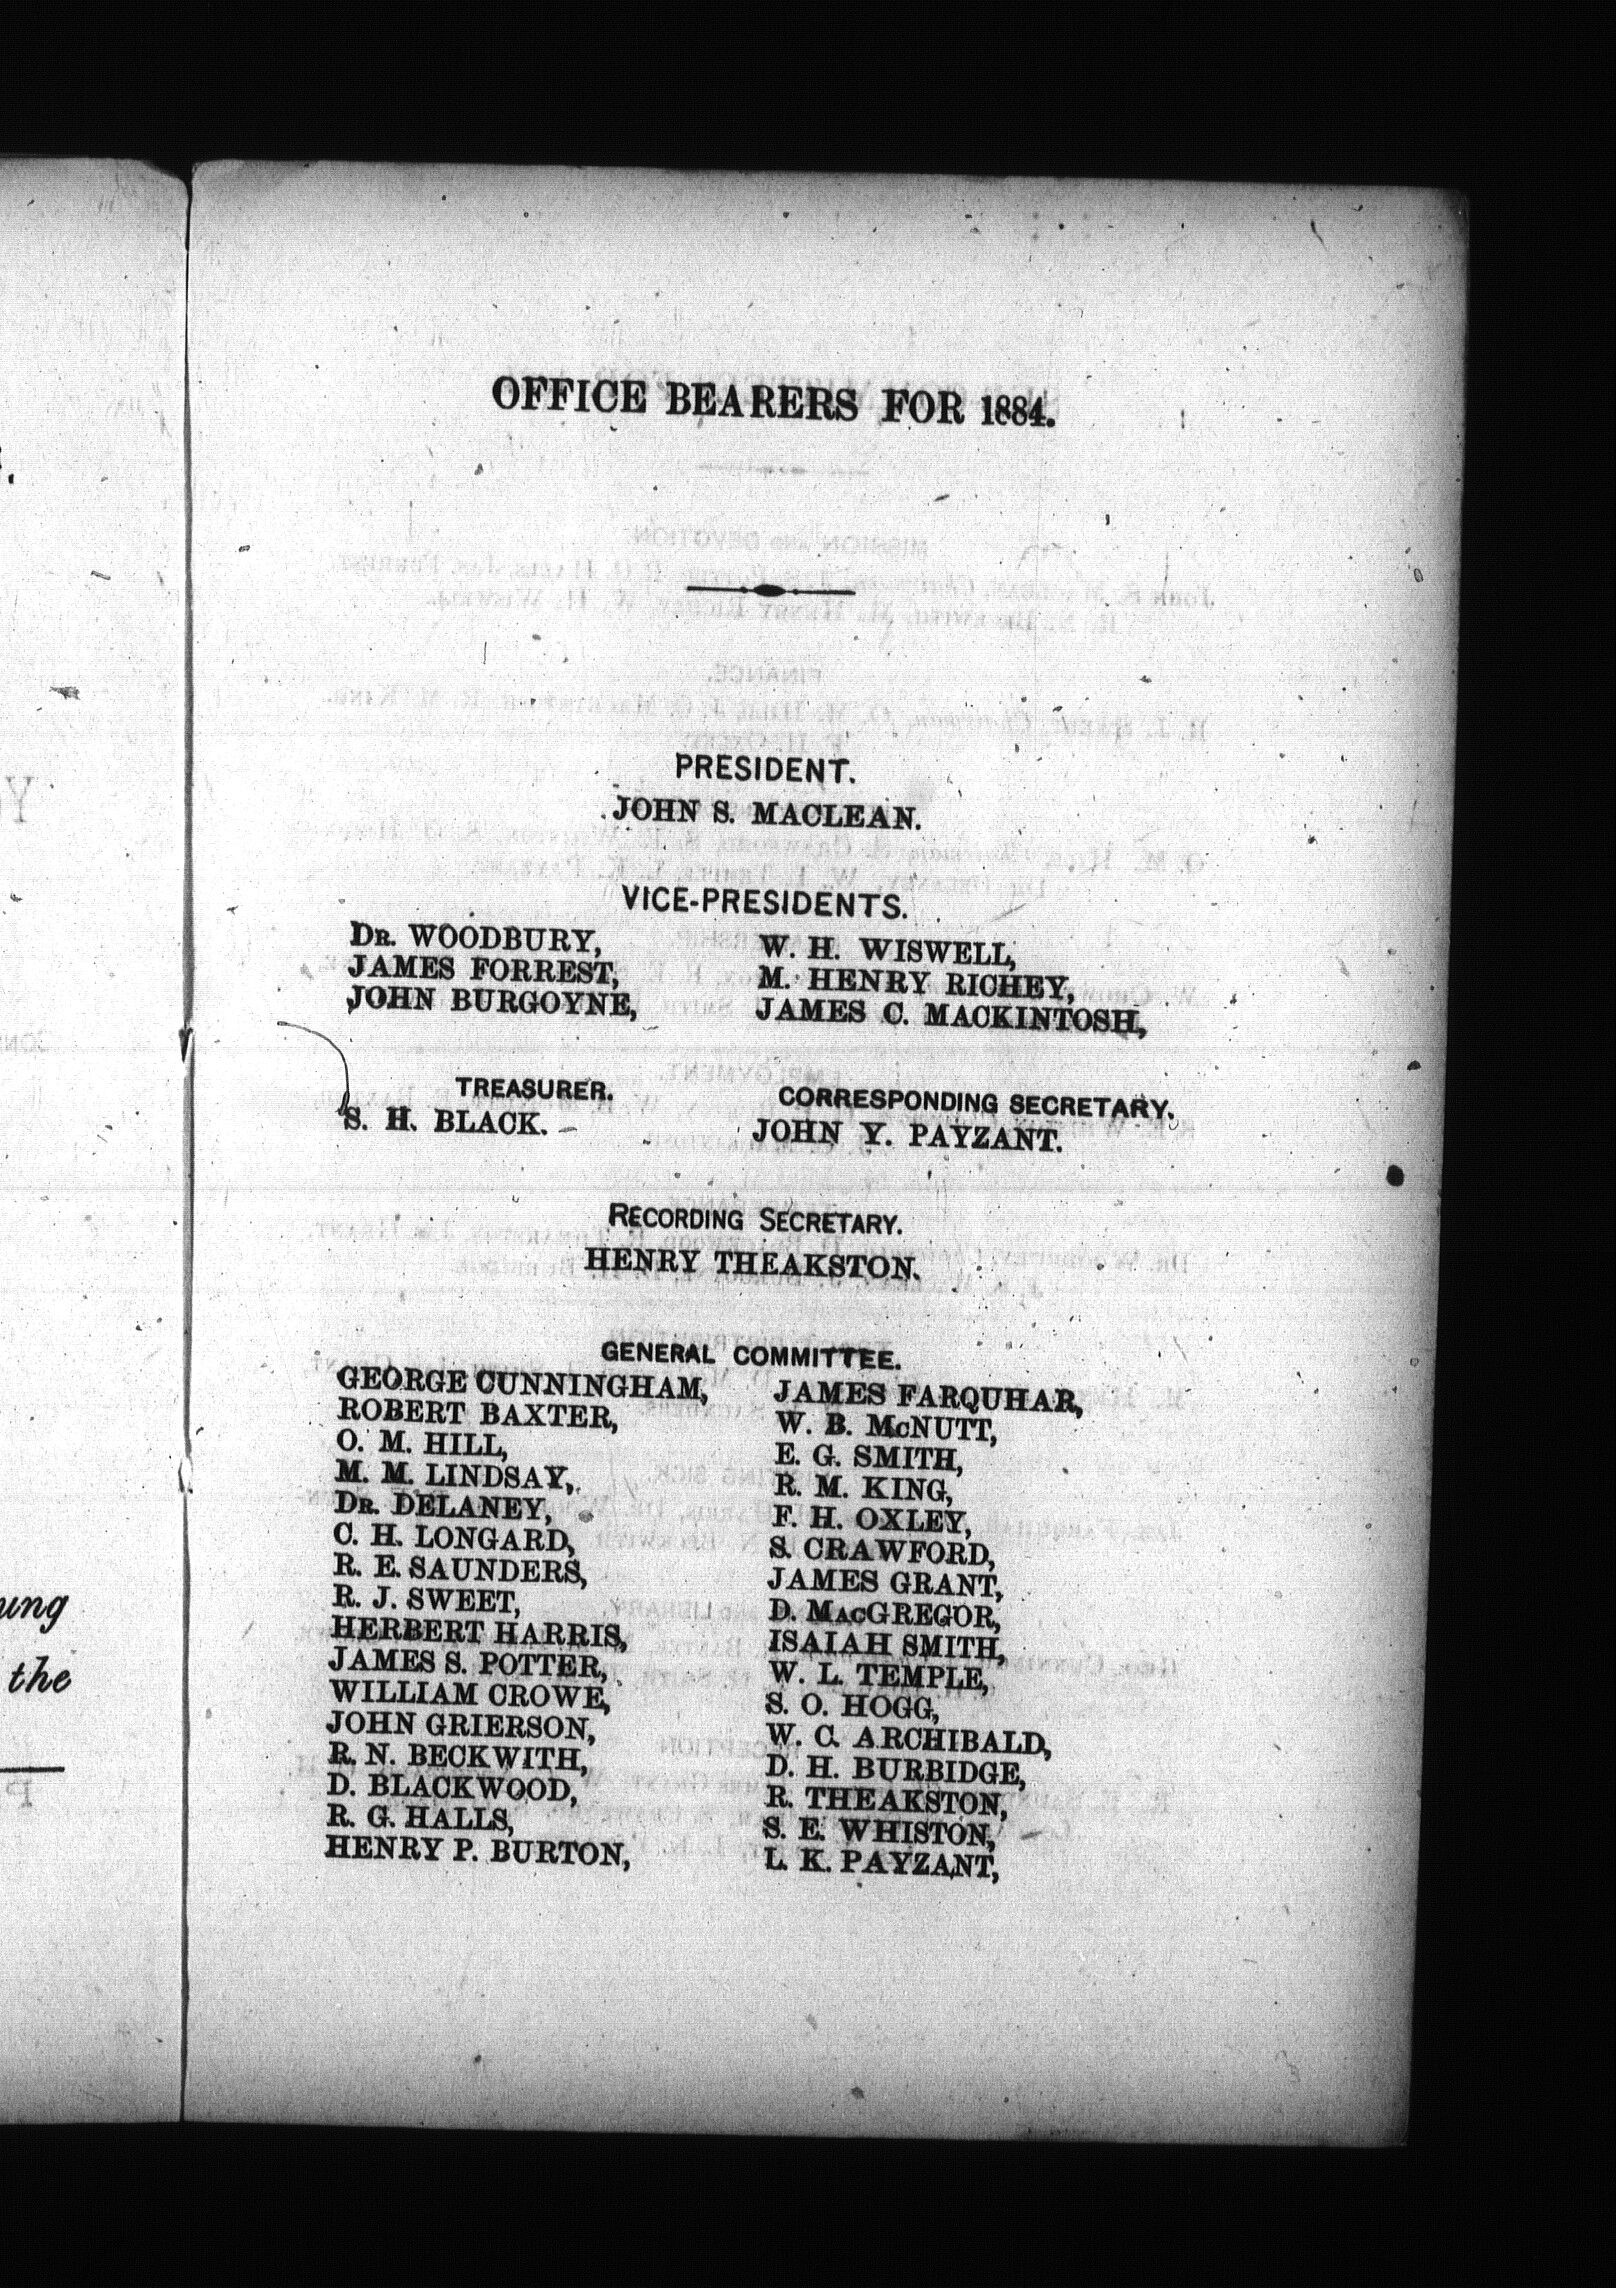 OFFICE BEARERS FOR 1884.
PRESIDENT.
JOHN S. MACLEAN.
VICE-PRESIDENTS.
DR. WOODBURY,
JAMES FORREST,
JOHN BURGOYNE,
W. H. WISWELL,
M. HENRY RICHEY,
JAMES C. MACKINTOSH,
TREASURER.
S. H. BLACK.
CORRESPONDING SECRETARY.
JOHN Y. PAYZANT.
RECORDING SECRETARY.
HENRY THEAKSTON.
GENERAL COMMITTEE.
GEORGE CUNNINGHAM,
ROBERT BAXTER,
O. M. HILL,
M. M. LINDSAY,
DR. DELANEY,
C. H. LONGARD,
R. E. SAUNDERS,
R. J. SWEET,
HERBERT HARRIS,
JAMES S. POTTER,
WILLIAM CROWE,
JOHN GRIERSON,
R. N. BECKWITH,
D. BLACKWOOD,
R. G. HALLS,
HENRY P. BURTON,
JAMES FARQUHAR,
W. B. McNUTT,
E. G. SMITH,
R. M. KING,
F. H. OXLEY,
S. CRAWFORD,
JAMES GRANT,
D. MACGREGOR,
ISAIAH SMITH,
W. L. TEMPLE,
S. O. HOGG,
W. C. ARCHIBALD,
D. H. BURBIDGE,
R. THEAKSTON,
S. E. WHISTON,
L. K. PAYZANT,
the